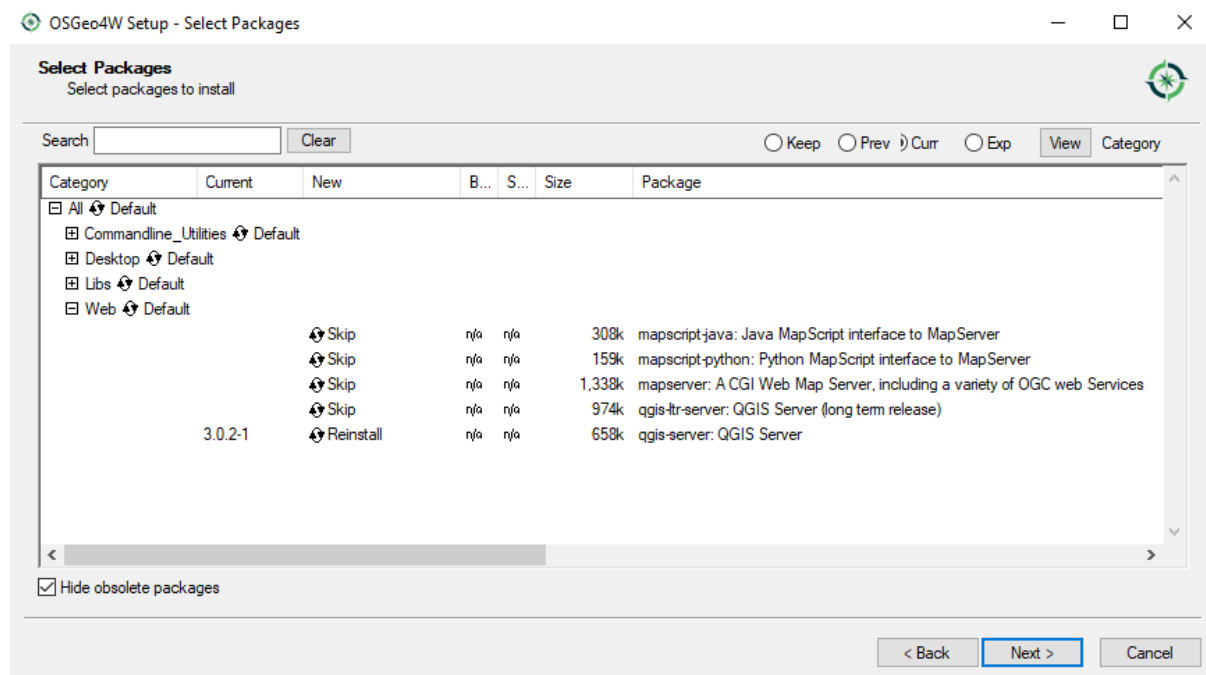 OSGeo4W Setup - Select Packages
Select Packages
Select packages to install
Search Clear Keep Prev Curr Exp View Category
Category Current New B... S... Size Package
All Default
Commandline_Utilities Default
Desktop Default
Libs Default
Web Default
Skip n/a n/a 308k mapscript-java: Java MapScript interface to MapServer
Skip n/a n/a 159k mapscript-python: Python MapScript interface to MapServer
Skip n/a n/a 1,338k mapserver: A CGI Web Map Server, including a variety of OGC web Services
Skip n/a n/a 974k qgis-ltr-server: QGIS Server (long term release)
3.0.2-1 Reinstall n/a n/a 658k qgis-server: QGIS Server
Hide obsolete packages
< Back Next > Cancel